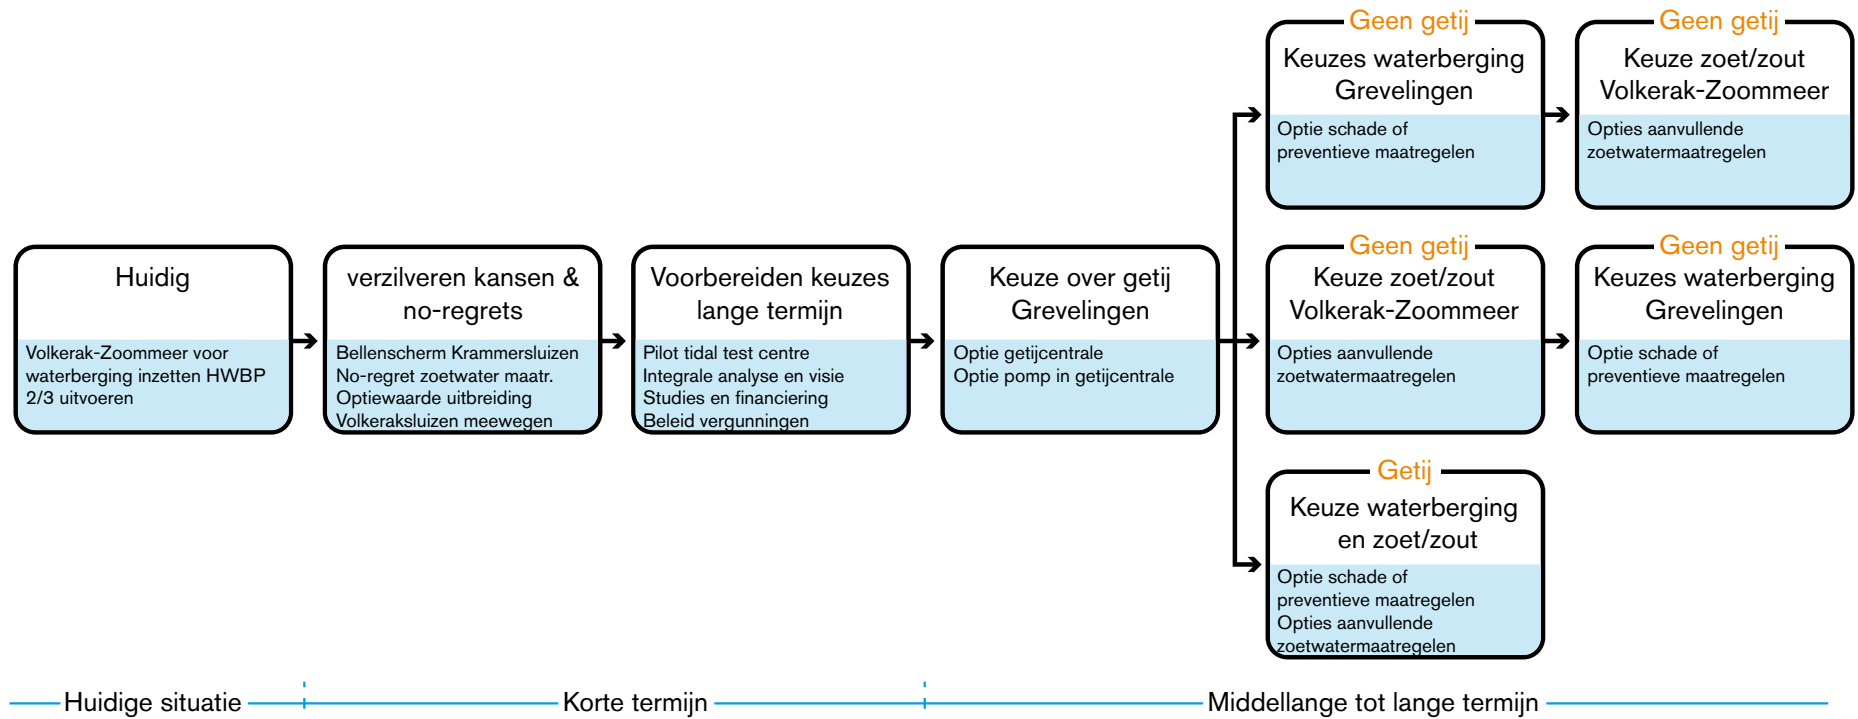 Geen getij
Keuzes waterberging
Grevelingen
Optie schade of
preventieve maatregelen
Geen getij
Keuze zoet/zout
Volkerak-Zoommeer
Opties aanvullende
zoetwatermaatregelen
Huidig
Volkerak-Zoommeer voor
waterberging inzetten HWBP
2/3 uitvoeren
verzilveren kansen &
no-regrets
Bellenscherm Krammersluizen
No-regret zoetwater maatr.
Optiewaarde uitbreiding
Volkeraksluizen meewegen
Voorbereiden keuzes
lange termijn
Pilot tidal test centre
Integrale analyse en visie
Studies en financiering
Beleid vergunningen
Keuze over getij
Grevelingen
Optie getijcentrale
Optie pomp in getijcentrale
Geen getij
Keuze zoet/zout
Volkerak-Zoommeer
Opties aanvullende
zoetwatermaatregelen
Geen getij
Keuzes waterberging
Grevelingen
Optie schade of
preventieve maatregelen
Getij
Keuze waterberging
en zoet/zout
Optie schade of
preventieve maatregelen
Opties aanvullende
zoetwatermaatregelen
Huidige situatie
Korte termijn
Middellange tot lange termijn